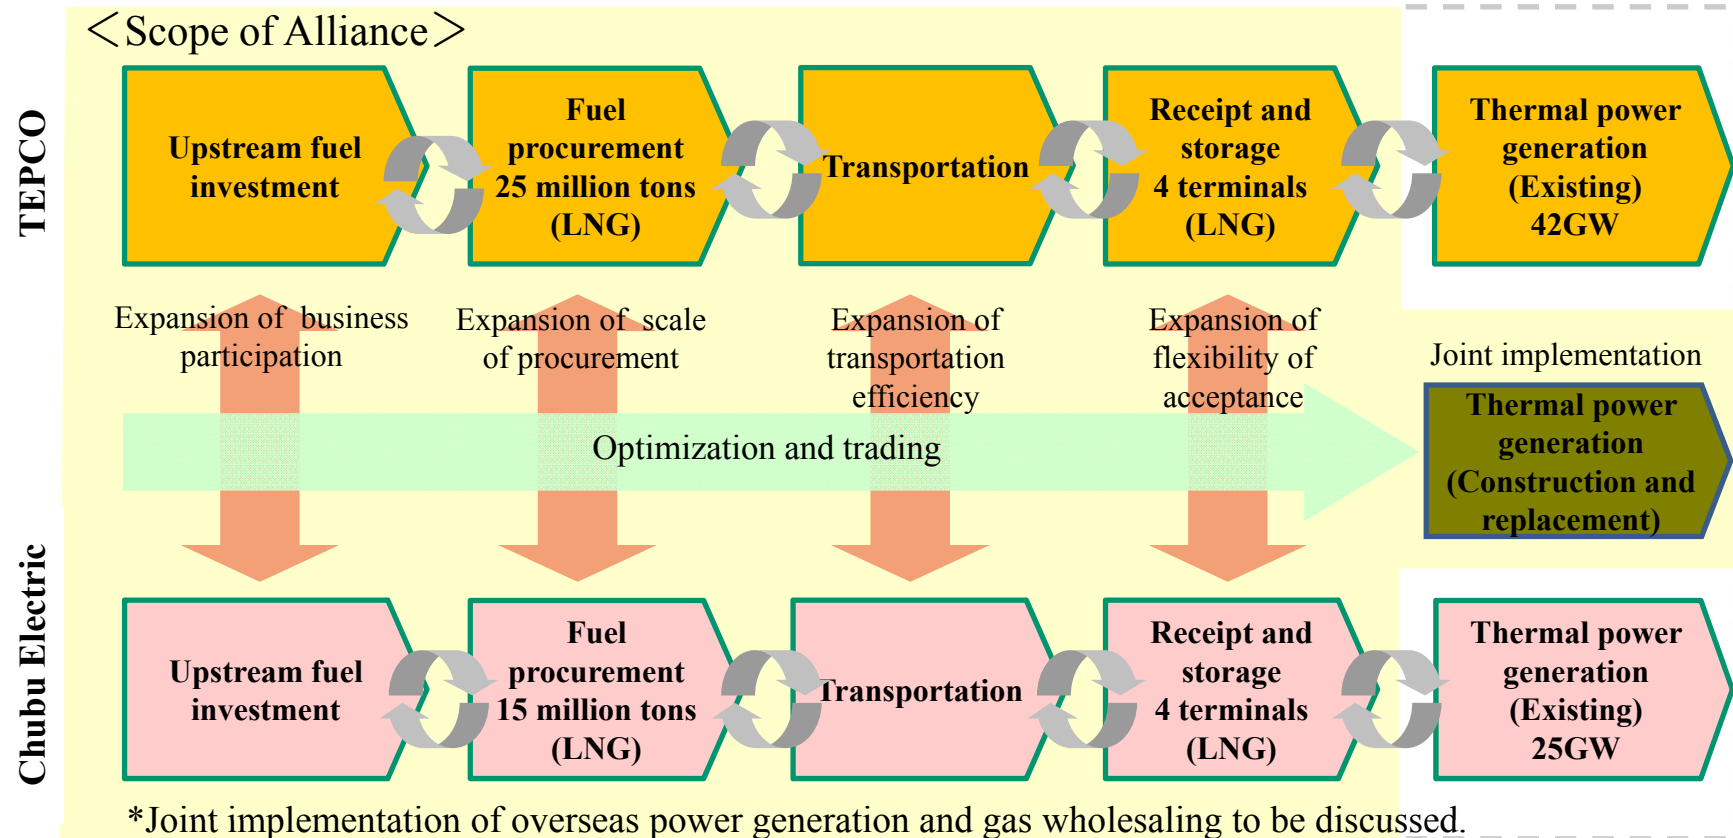 <Scope of Alliance>
TEPCO
Upstream fuel
investment
Fuel
procurement
25 million tons
(LNG)
Transportation
Receipt and
storage
4 terminals
(LNG)
Thermal power
generation
(Existing)
42GW
Expansion of business
participation
Expansion of scale
of procurement
Expansion of
transportation
efficiency
Expansion of
flexibility of
acceptance
Joint implementation
Thermal power
generation
(Construction and
replacement)
Optimization and trading
Chubu Electric
Upstream fuel
investment
Fuel
procurement
15 million tons
(LNG)
Transportation
Receipt and
storage
4 terminals
(LNG)
Thermal power
generation
(Existing)
25GW
*Joint implementation of overseas power generation and gas wholesaling to be discussed.